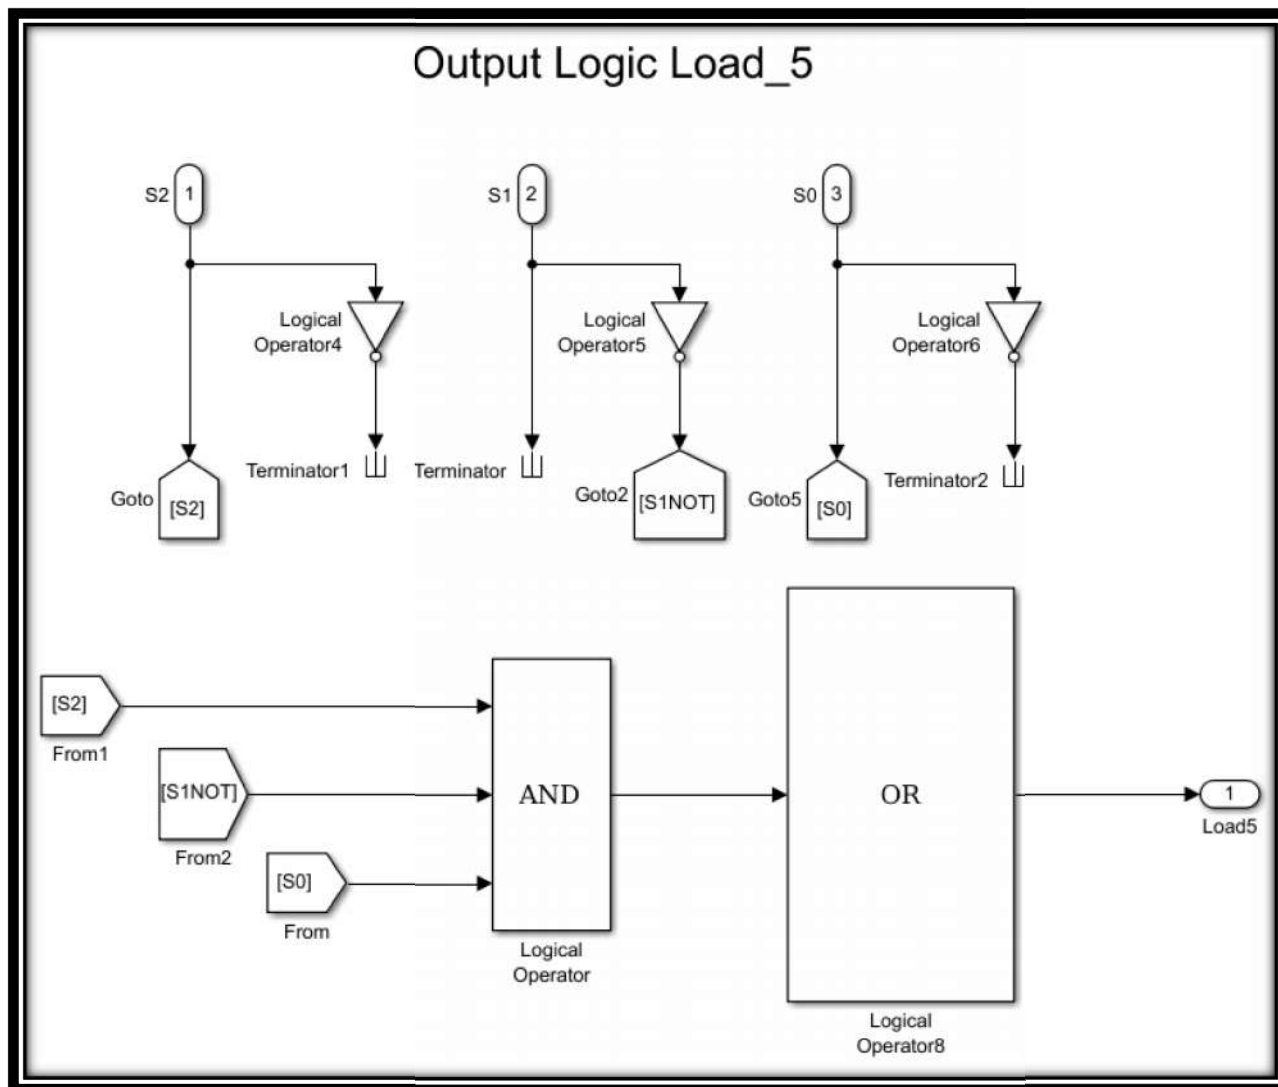 Output Logic Load_5
S2 1
S1 2
S0 3
Logical
Operator4
Logical
Operator5
Logical
Operator6
Goto
[S2]
Terminator1
Terminator
Goto2
[S1NOT]
Goto5
[S0]
Terminator2
[S2]
From1
[S1NOT]
From2
[S0]
From
AND
Logical
Operator
OR
Logical
Operator8
1
Load5